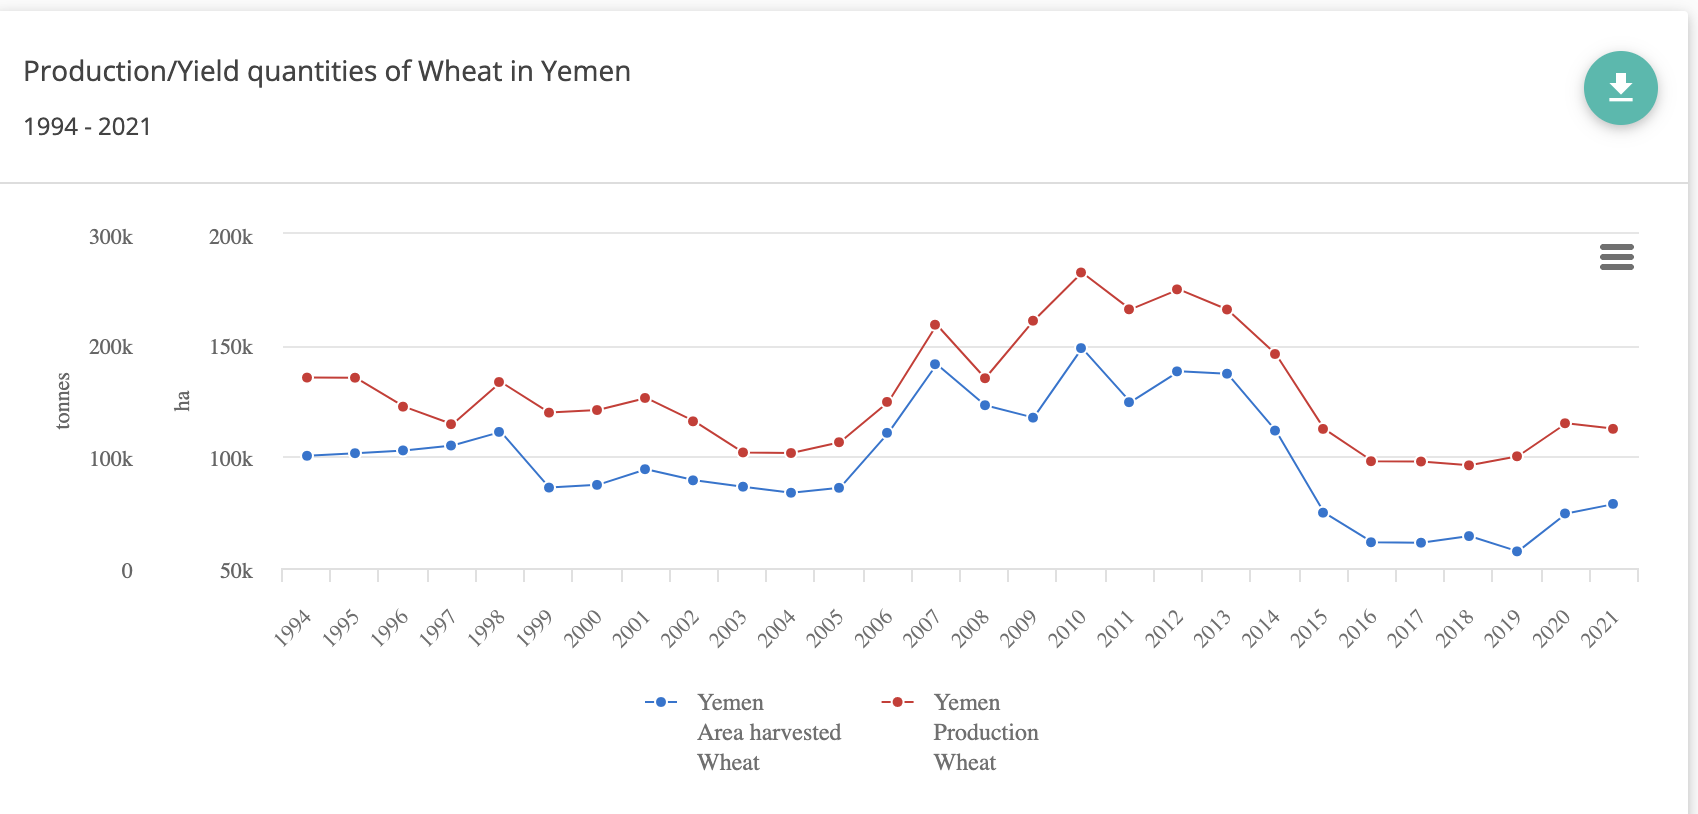 Production/Yield quantities of Wheat in Yemen
1994 - 2021
300k
200k
100k
0
tonnes
200k
150k
100k
50k
ha
1994
1995
1996
1997
1998
1999
2000
2001
2002
2003
2004
2005
2006
2007
2008
2009
2010
2011
2012
2013
2014
2015
2016
2017
2018
2019
2020
2021
Yemen
Area harvested
Wheat
Yemen
Production
Wheat